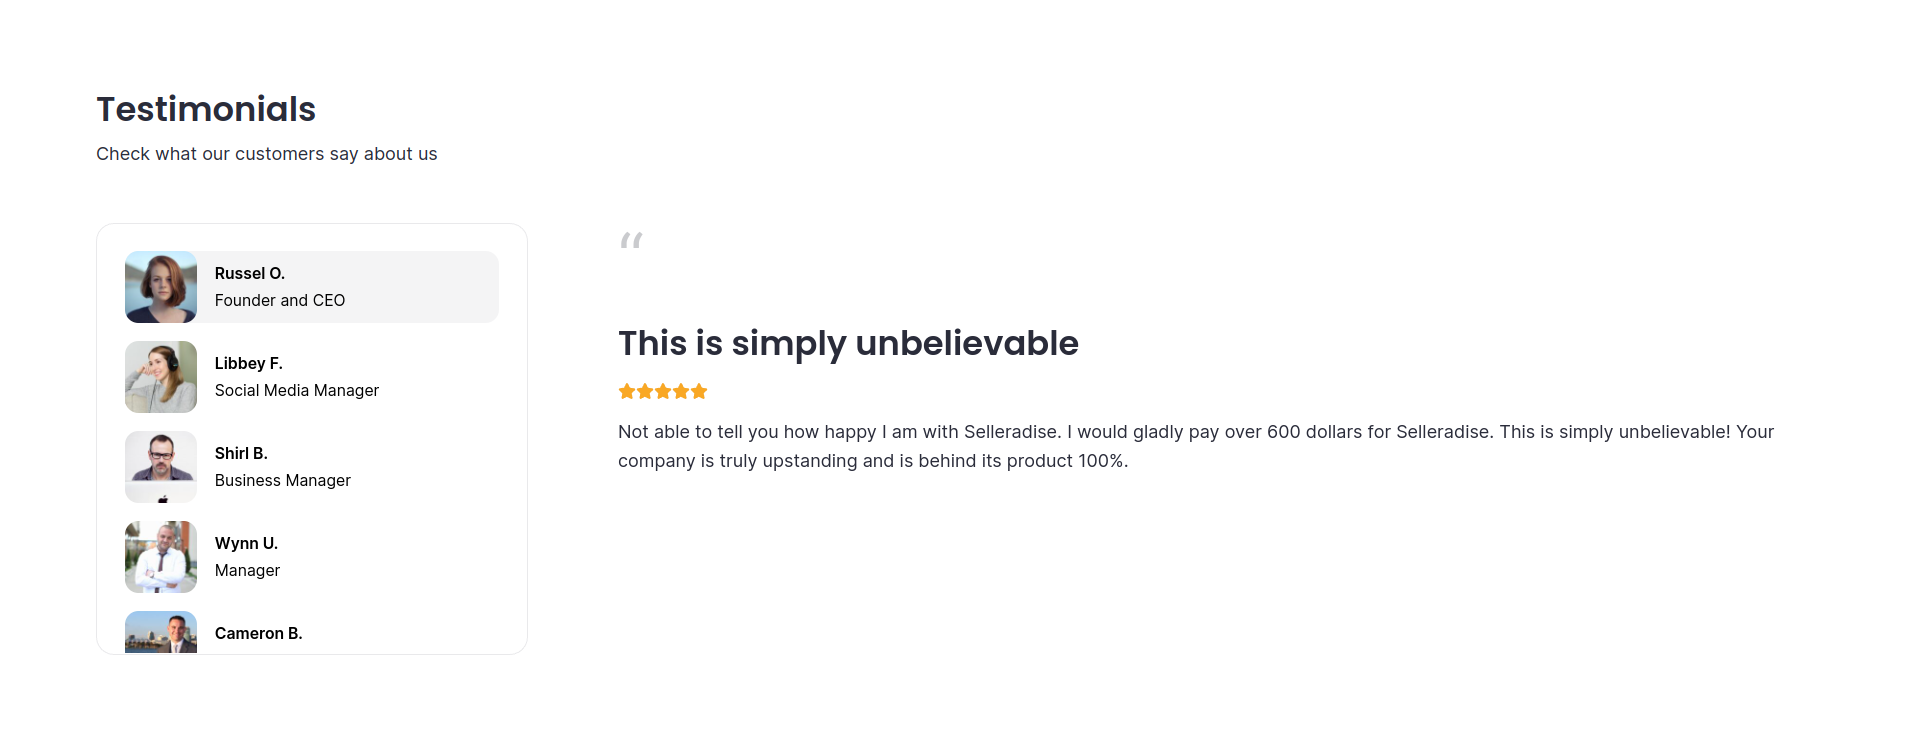 Testimonials
Check what our customers say about us
Russel O.
Founder and CEO
Libbey F.
Social Media Manager
Shirl B.
Business Manager
Wynn U.
Manager
Cameron B.
“
This is simply unbelievable
Not able to tell you how happy I am with Selleradise. I would gladly pay over 600 dollars for Selleradise. This is simply unbelievable! Your
company is truly upstanding and is behind its product 100%.